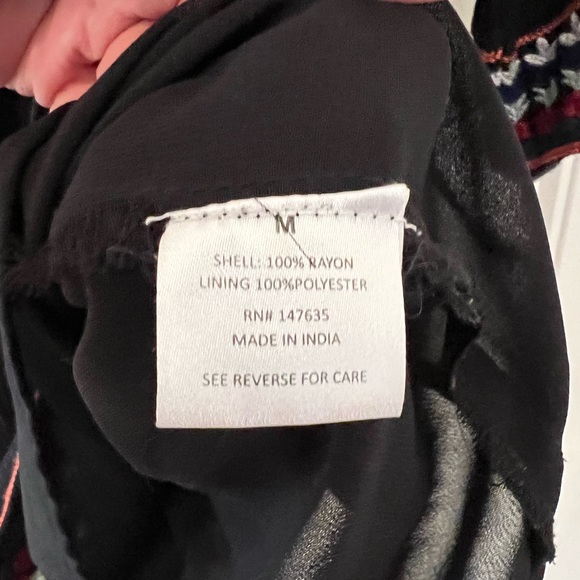 M
SHELL: 100% RAYON
LINING 100%POLYESTER
RN# 147635
MADE IN INDIA
SEE REVERSE FOR CARE